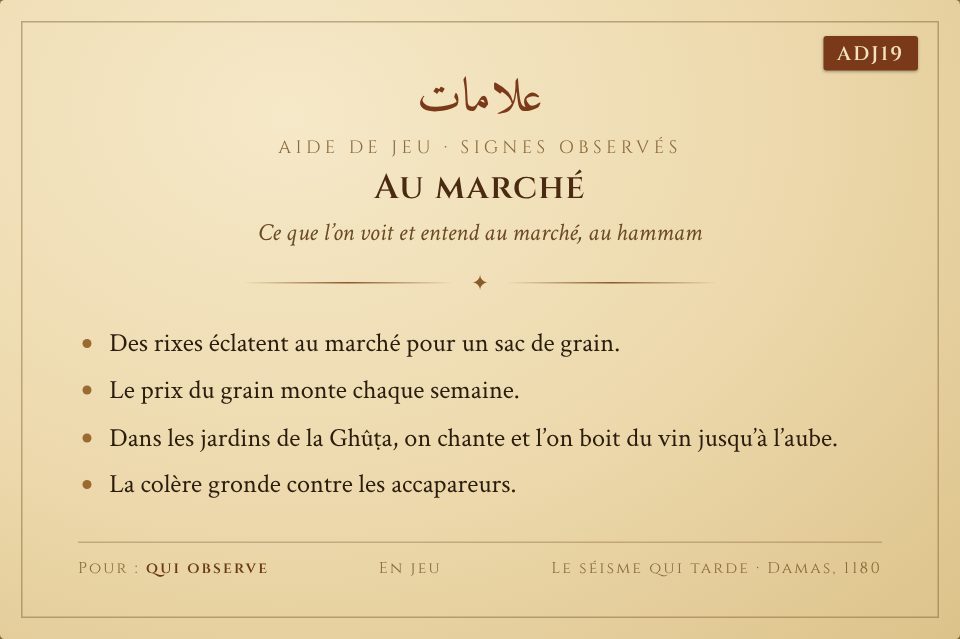 ADJ19
علامات
AIDE DE JEU · SIGNES OBSERVÉS
AU MARCHÉ
Ce que l’on voit et entend au marché, au hammam
Des rixes éclatent au marché pour un sac de grain.
Le prix du grain monte chaque semaine.
Dans les jardins de la Ghûṭa, on chante et l’on boit du vin jusqu’à l’aube.
La colère gronde contre les accapareurs.
POUR : QUI OBSERVE
EN JEU
LE SÉISME QUI TARDE · DAMAS, 1180